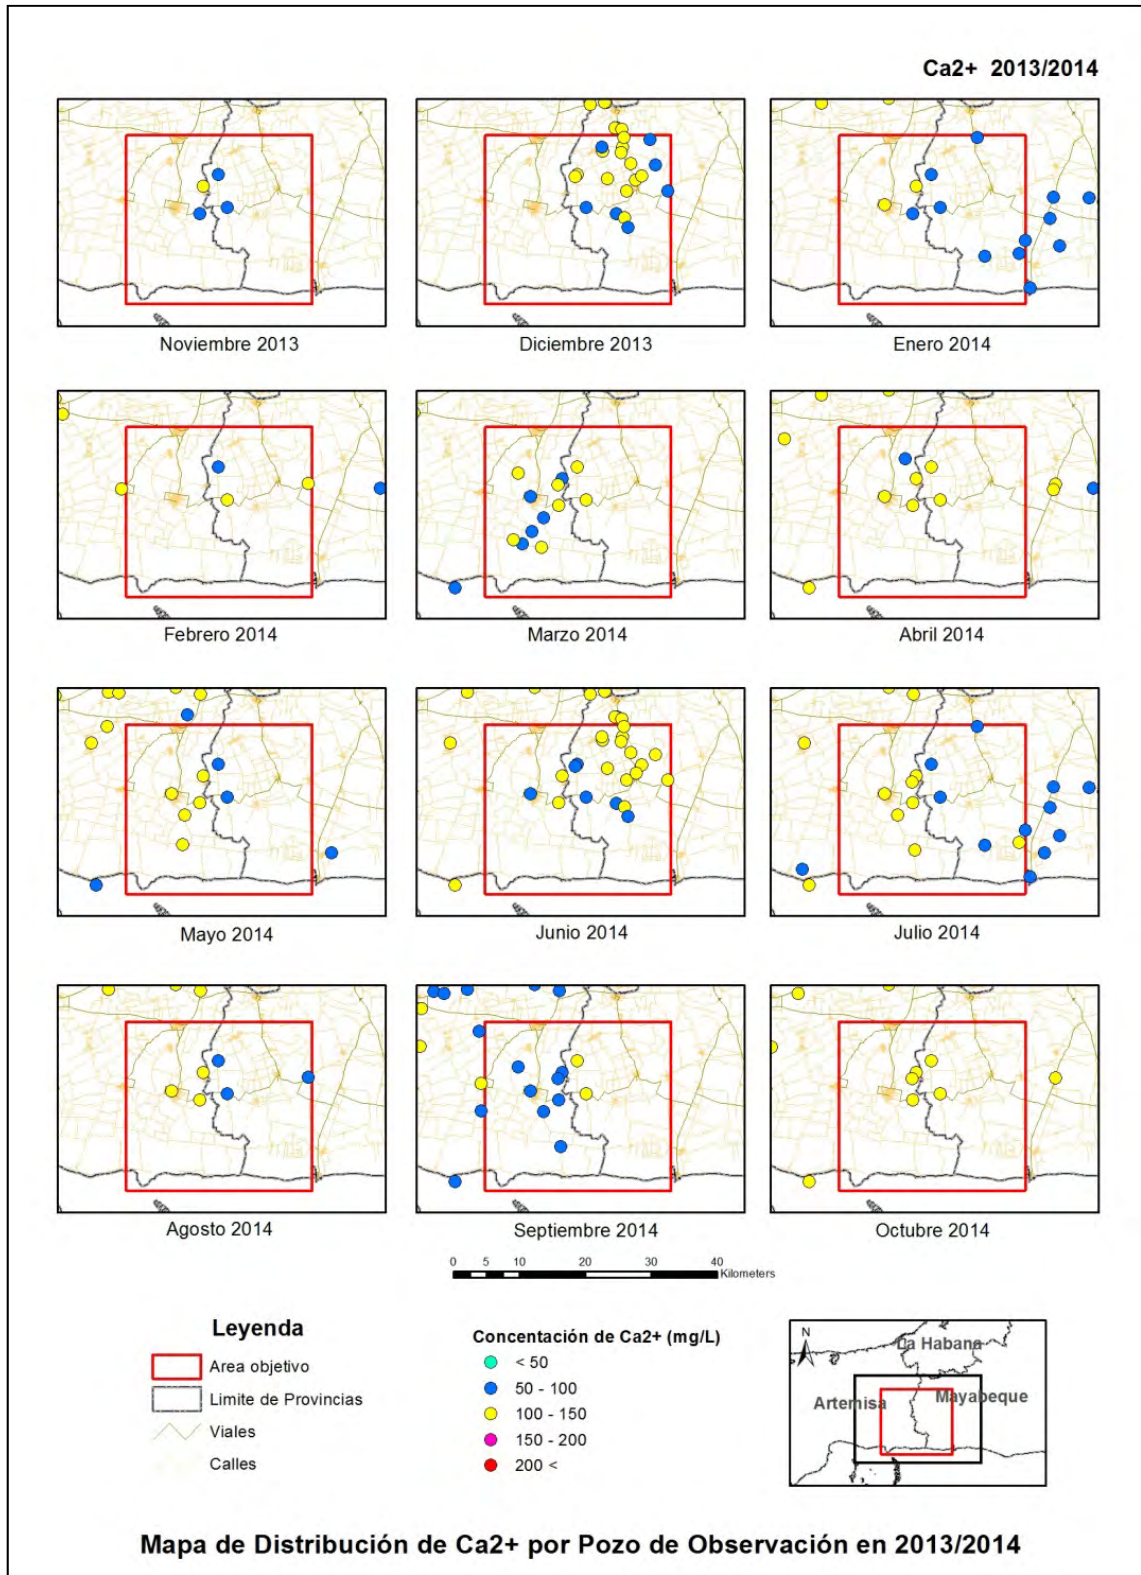 Ca2+ 2013/2014
Noviembre 2013
Diciembre 2013
Enero 2014
Febrero 2014
Marzo 2014
Abril 2014
Mayo 2014
Junio 2014
Julio 2014
Agosto 2014
Septiembre 2014
Octubre 2014
0 5 10 20 30 40
Kilometers
Leyenda
Area objetivo
Limite de Provincias
Viales
Calles
Concentación de Ca2+ (mg/L)
< 50
50 - 100
100 - 150
150 - 200
200 <
N
La Habana
Artemisa
Mayabeque
Mapa de Distribución de Ca2+ por Pozo de Observación en 2013/2014